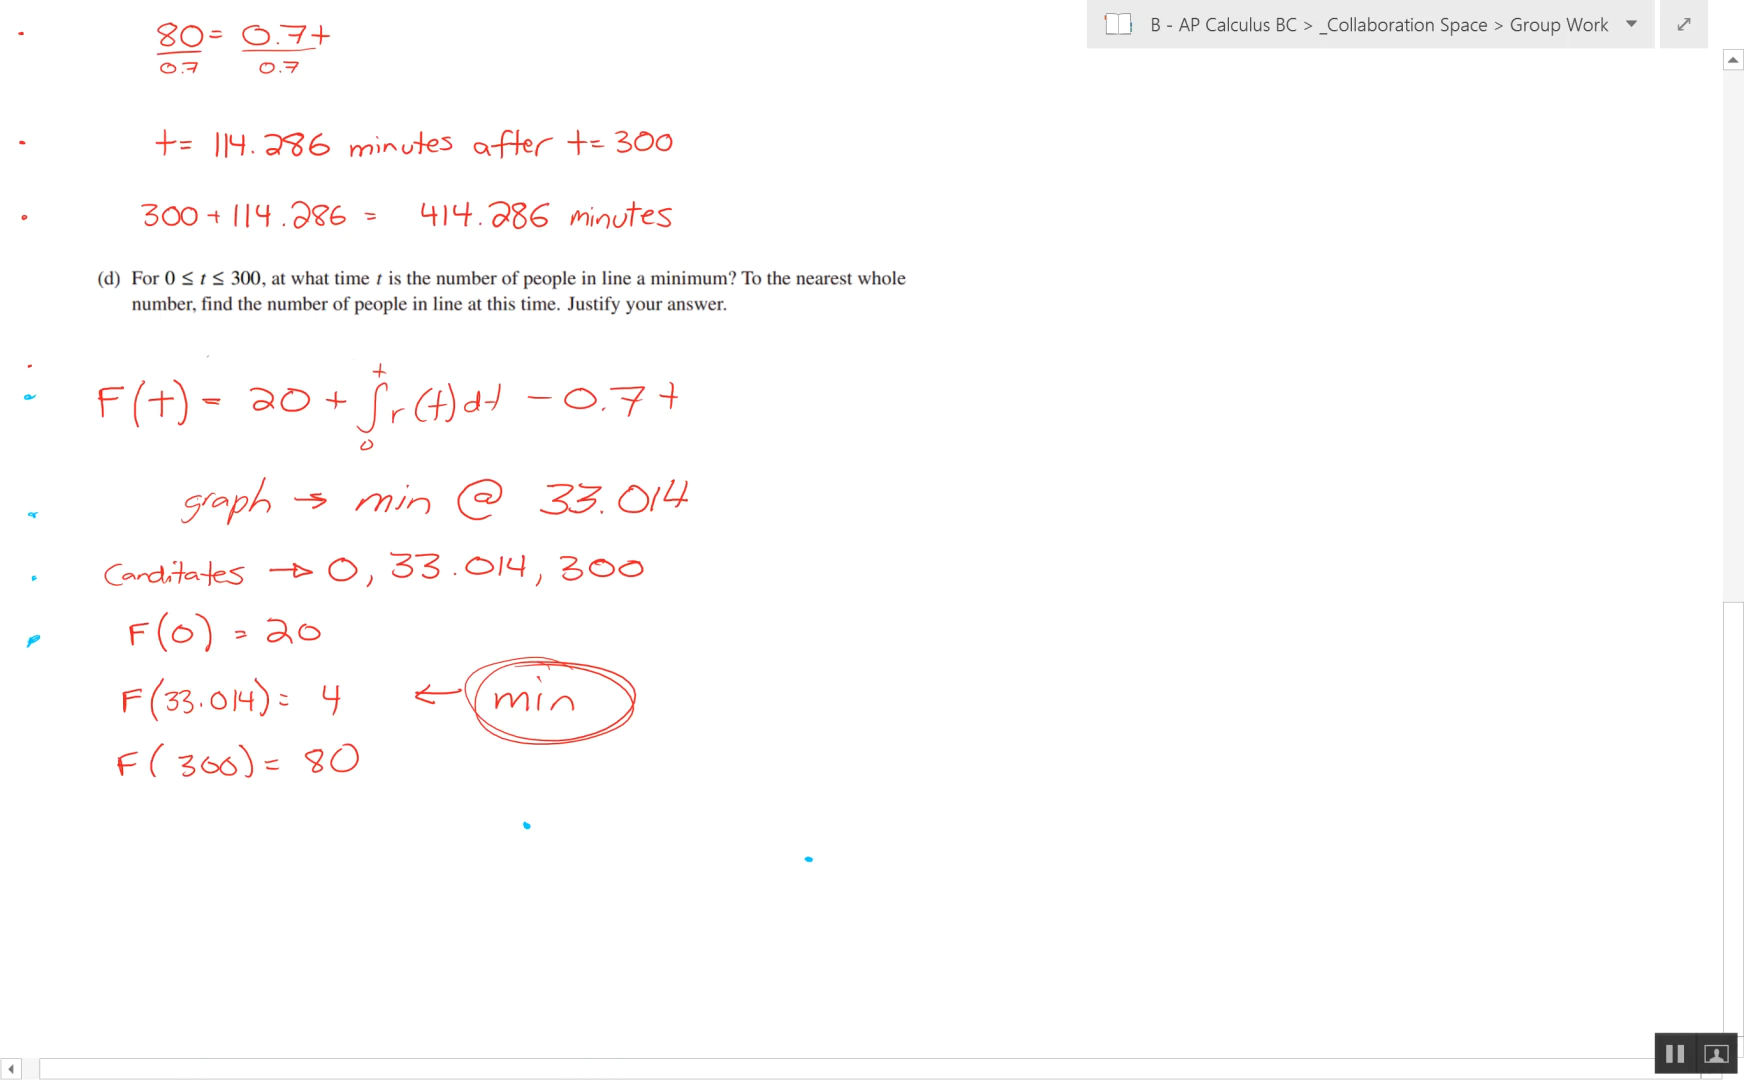 B - AP Calculus BC > _Collaboration Space > Group Work
80 = 0.7t
0.7 0.7
t = 114.286 minutes after t = 300
300 + 114.286 = 414.286 minutes
(d) For 0 ≤ t ≤ 300, at what time t is the number of people in line a minimum? To the nearest whole
number, find the number of people in line at this time. Justify your answer.
F(t) = 20 + ∫₀ᵗ r(t)dt - 0.7t
graph → min @ 33.014
Canditates → 0, 33.014, 300
F(0) = 20
F(33.014) = 4 ← min
F(300) = 80